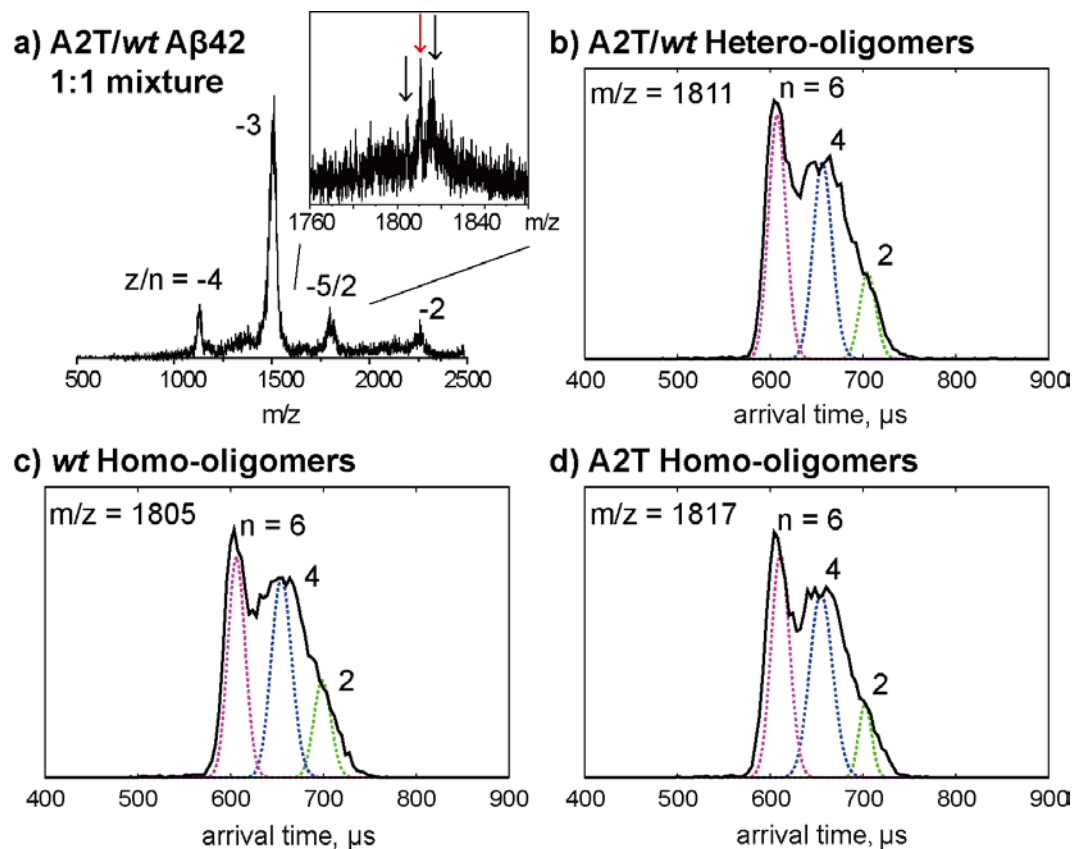 a) A2T/wt Aβ42
1:1 mixture
-3
z/n = -4
-5/2
-2
500 1000 1500 2000 2500
m/z
1760 1800 1840 m/z
b) A2T/wt Hetero-oligomers
m/z = 1811
n = 6
4
2
400 500 600 700 800 900
arrival time, µs
c) wt Homo-oligomers
m/z = 1805
n = 6
4
2
400 500 600 700 800 900
arrival time, µs
d) A2T Homo-oligomers
m/z = 1817
n = 6
4
2
400 500 600 700 800 900
arrival time, µs